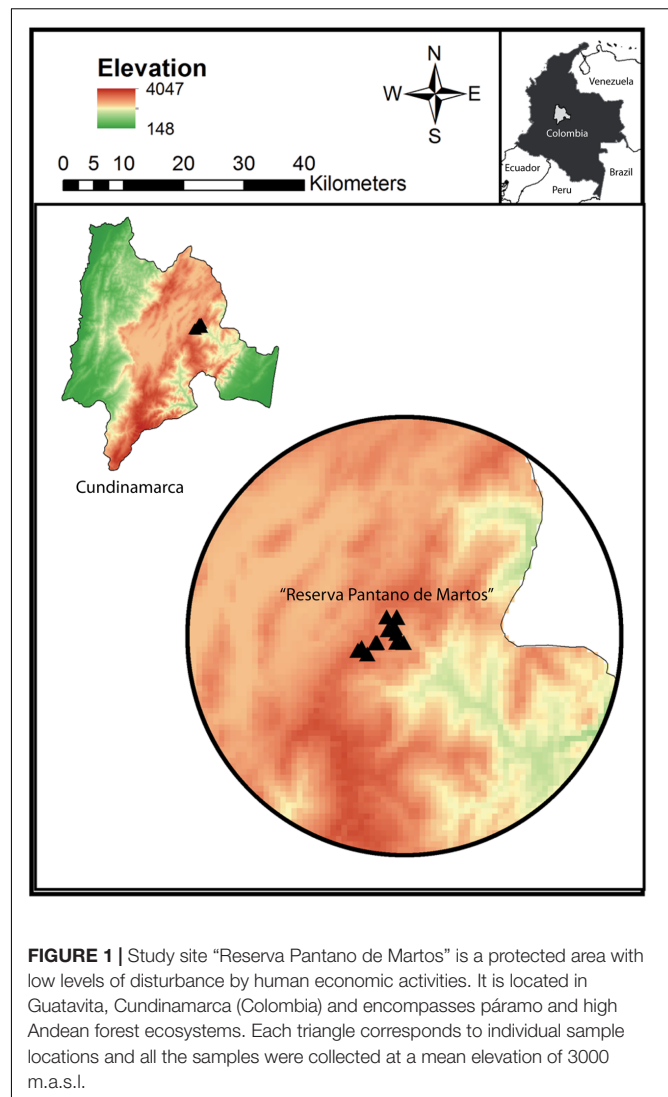 Elevation
4047
148
N
W E
S
0 5 10 20 30 40
Kilometers
Venezuela
Colombia
Ecuador
Brazil
Peru
Cundinamarca
“Reserva Pantano de Martos”
FIGURE 1 | Study site “Reserva Pantano de Martos” is a protected area with
low levels of disturbance by human economic activities. It is located in
Guatavita, Cundinamarca (Colombia) and encompasses páramo and high
Andean forest ecosystems. Each triangle corresponds to individual sample
locations and all the samples were collected at a mean elevation of 3000
m.a.s.l.